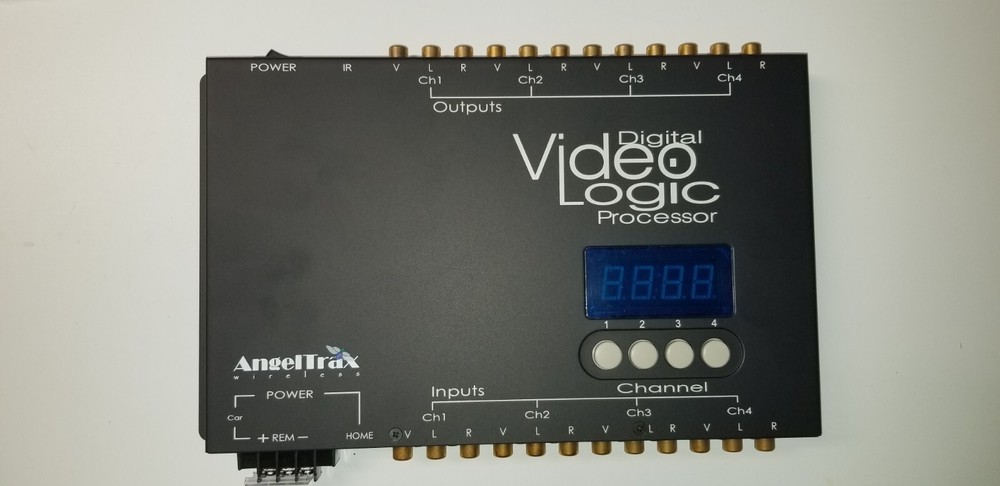 POWER IR V L R V L R V L R V L R
Ch1 Ch2 Ch3 Ch4
Outputs
Digital
Video
Logic
Processor
8.8:8.8
1 2 3 4
AngelTrax
wireless
Inputs Channel
POWER
Ch1 Ch2 Ch3 Ch4
Car
+ REM - HOME V L R V L R V L R V L R